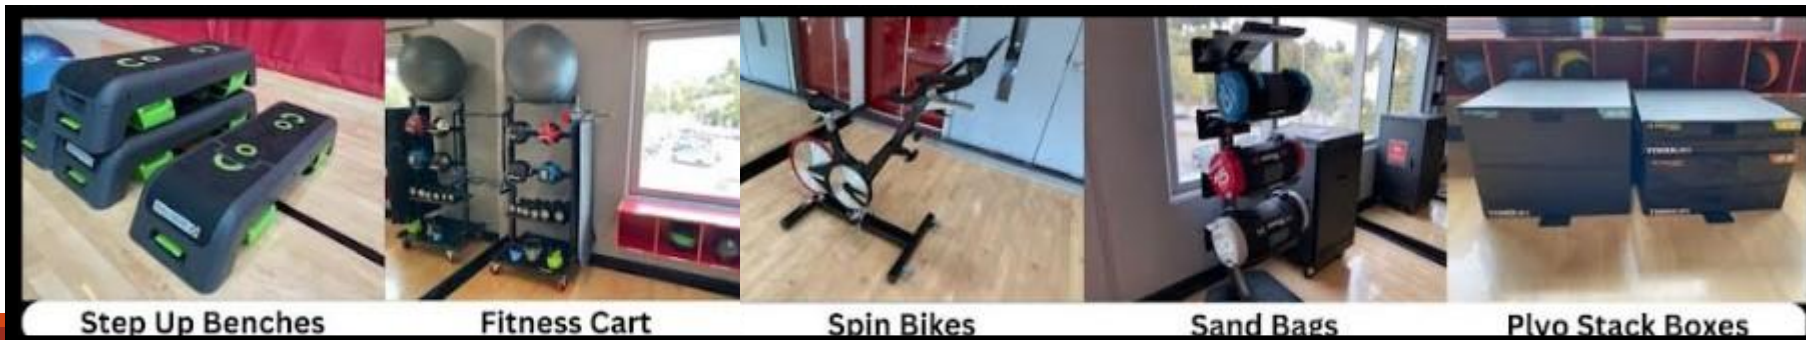 Step Up Benches
Fitness Cart
Spin Bikes
Sand Bags
Plyo Stack Boxes